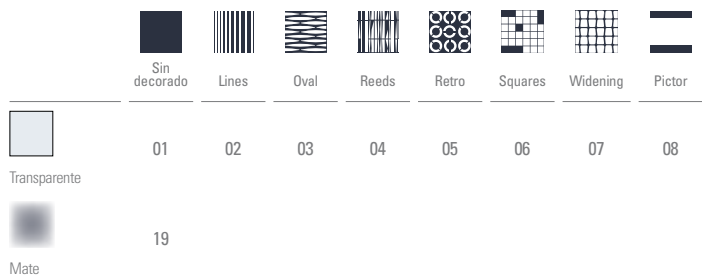 Sin
decorado Lines Oval Reeds Retro Squares Widening Pictor
01 02 03 04 05 06 07 08
Transparente
19
Mate